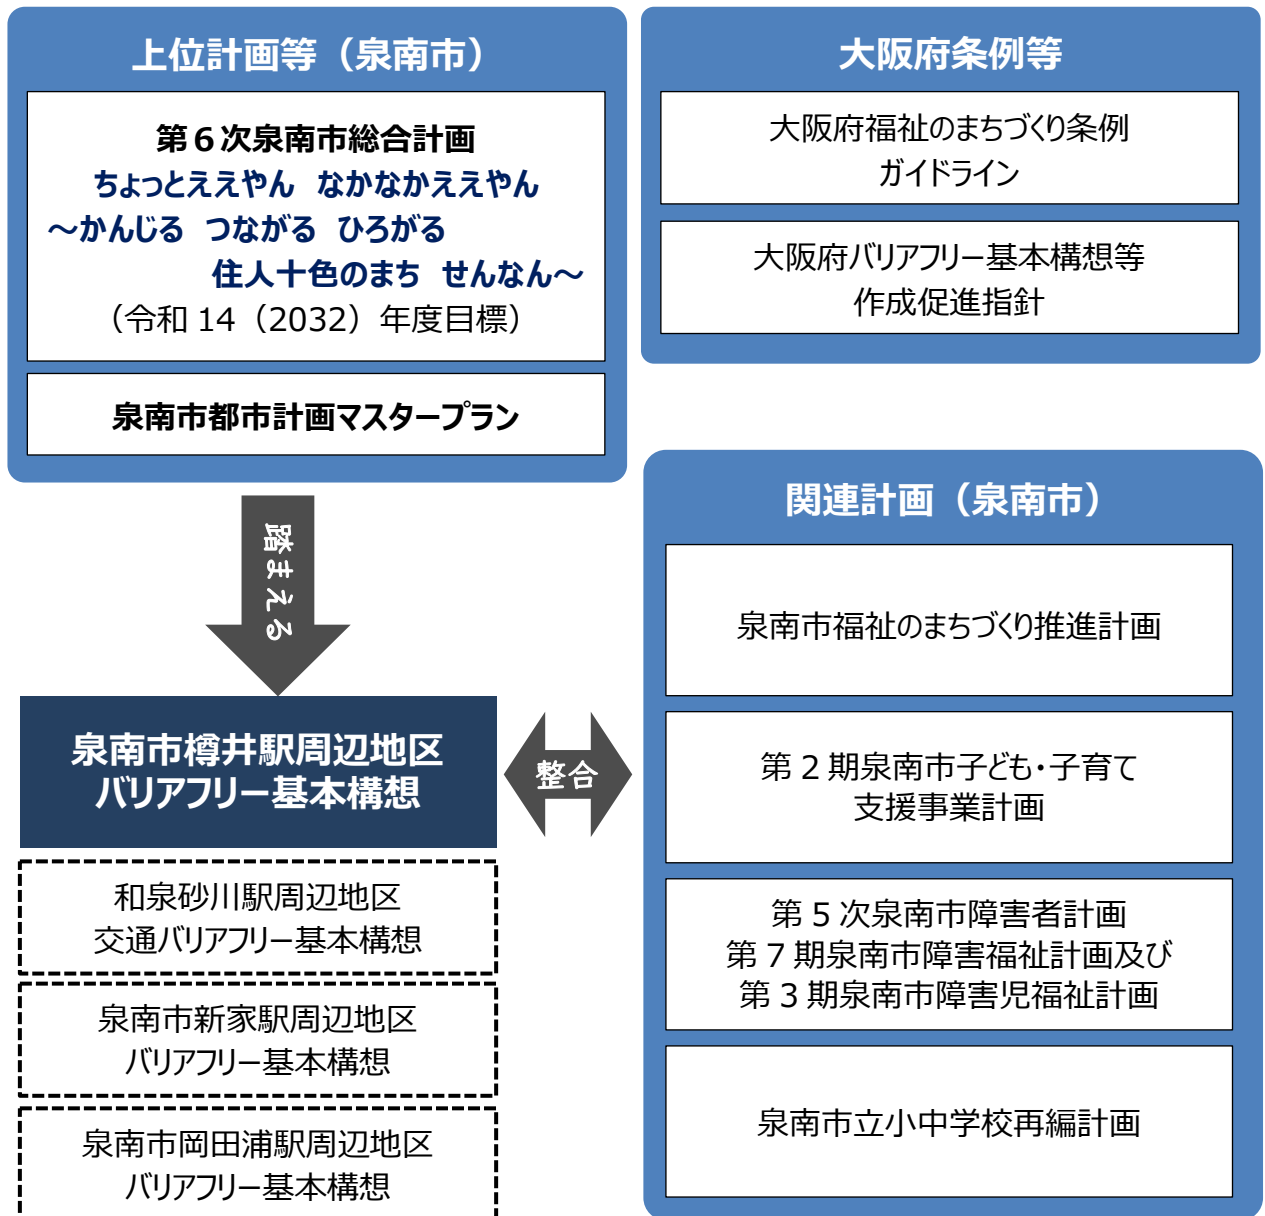 上位計画等（泉南市）
第６次泉南市総合計画
ちょっとええやん なかなかええやん
～かんじる つながる ひろがる
住人十色のまち せんなん～
（令和 14（2032）年度目標）
泉南市都市計画マスタープラン
大阪府条例等
大阪府福祉のまちづくり条例
ガイドライン
大阪府バリアフリー基本構想等
作成促進指針
踏まえる
泉南市樽井駅周辺地区
バリアフリー基本構想
整合
和泉砂川駅周辺地区
交通バリアフリー基本構想
泉南市新家駅周辺地区
バリアフリー基本構想
泉南市岡田浦駅周辺地区
バリアフリー基本構想
関連計画（泉南市）
泉南市福祉のまちづくり推進計画
第２期泉南市子ども・子育て
支援事業計画
第５次泉南市障害者計画
第７期泉南市障害福祉計画及び
第３期泉南市障害児福祉計画
泉南市立小中学校再編計画